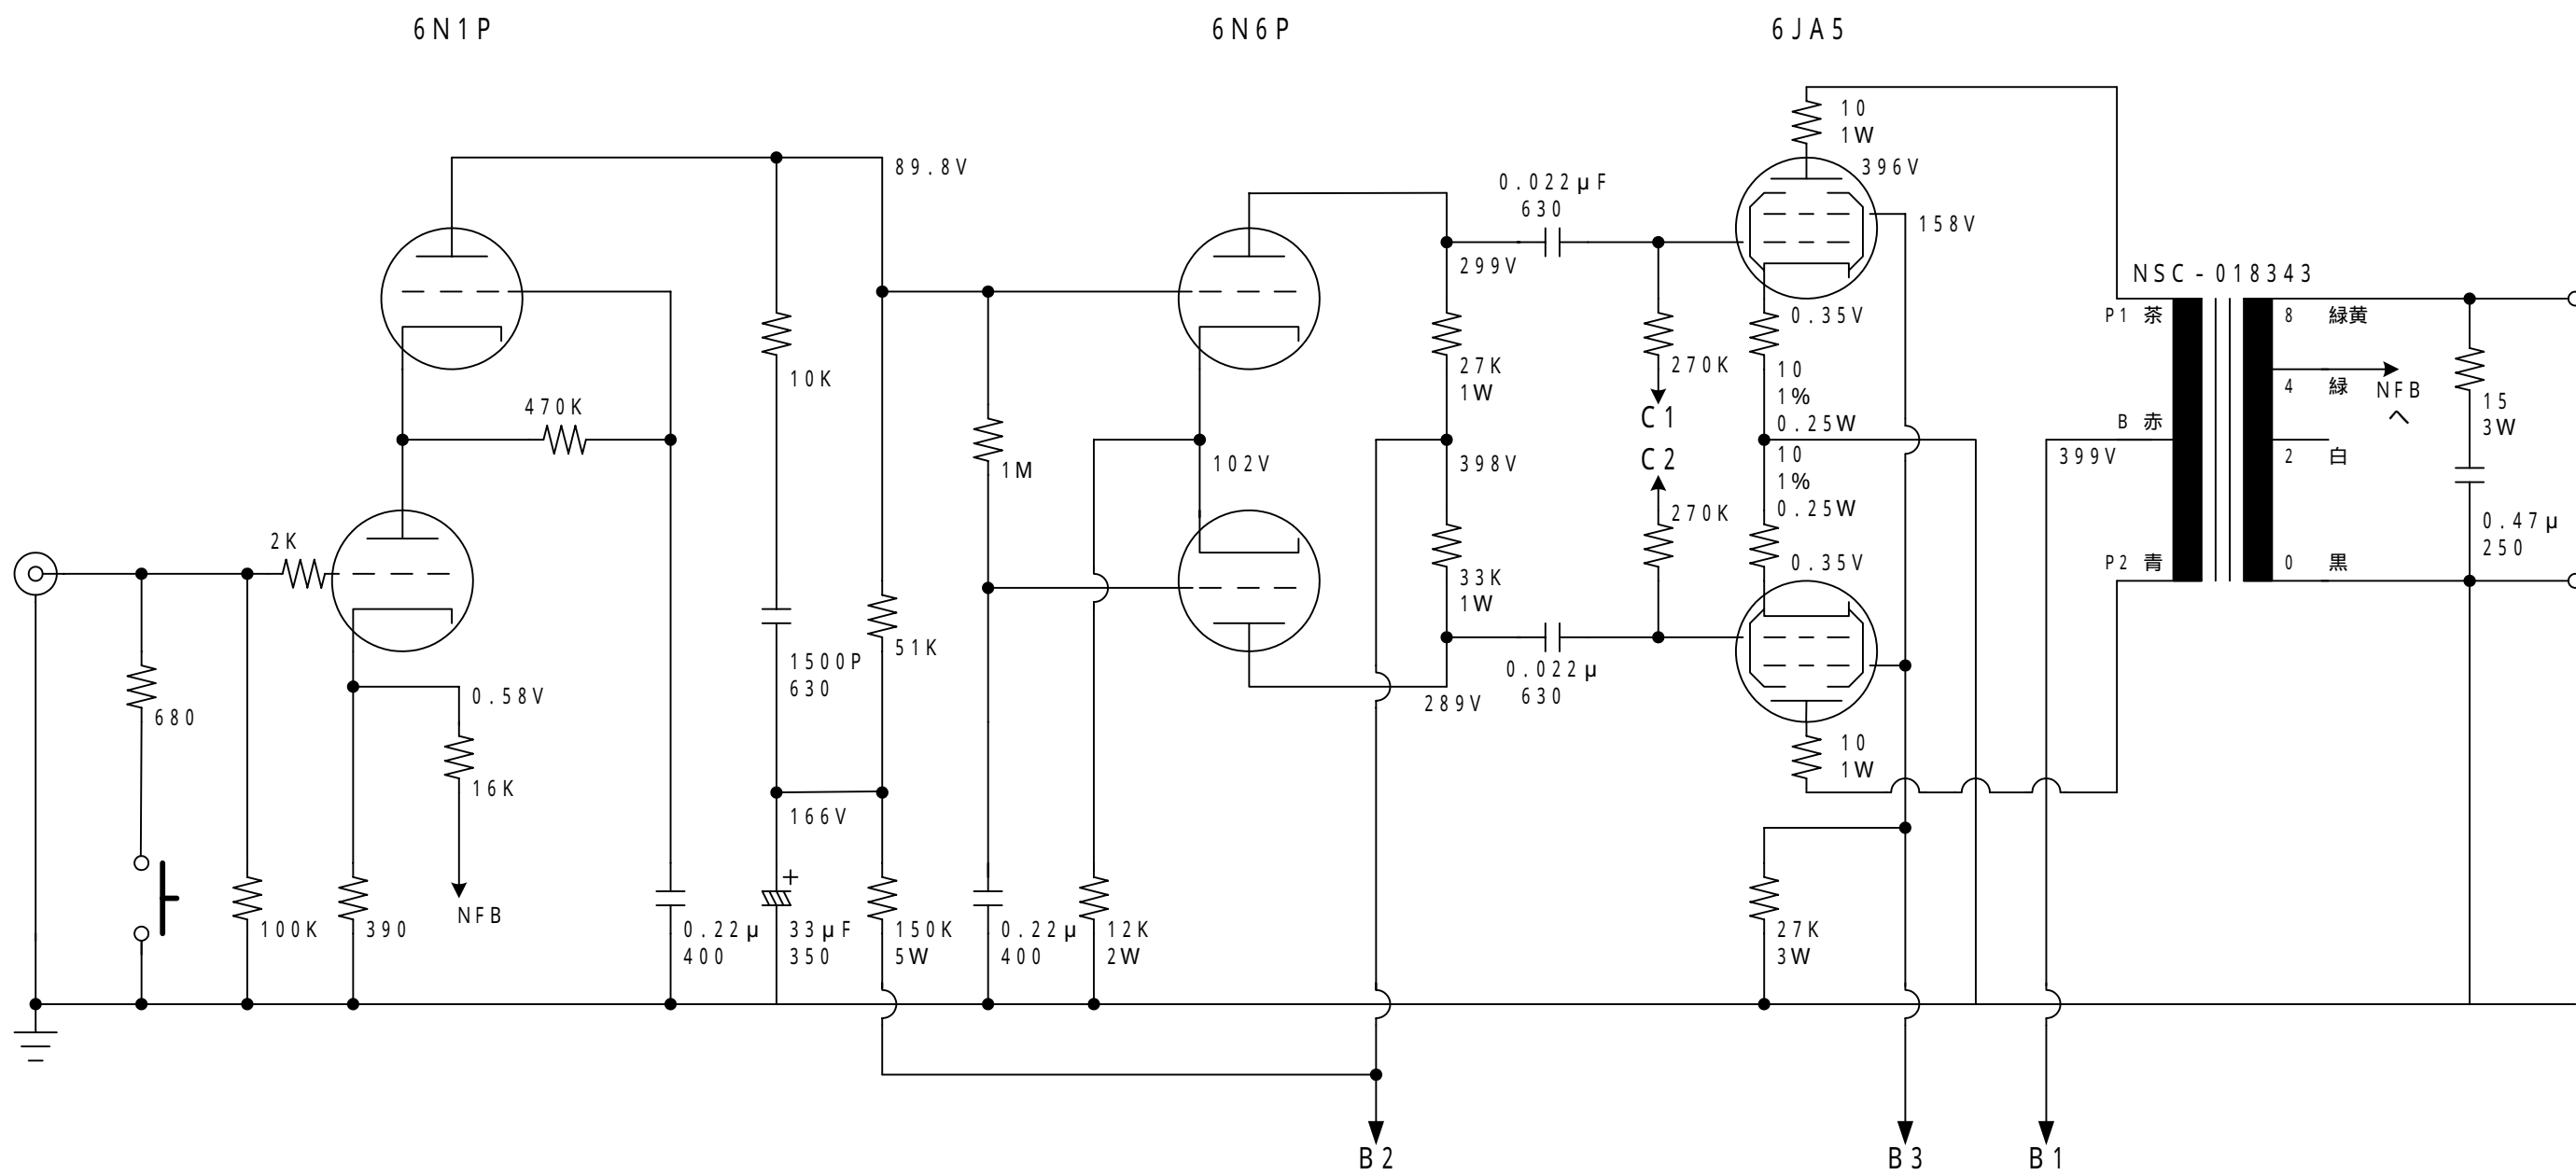 6N1P
6N6P
6JA5
10
1W
396V
89.8V
0.022μF
630
158V
299V
NSC-018343
P1 茶
8 緑黄
0.35V
10K
27K
1W
270K
C1
10
1%
0.25W
4 緑
NFB
へ
15
3W
470K
1M
102V
398V
C2
270K
10
1%
0.25W
B 赤
399V
2 白
2K
33K
1W
0.35V
P2 青
0 黒
0.47μ
250
51K
1500P
630
0.022μ
630
289V
680
0.58V
16K
166V
10
1W
NFB
100K
390
0.22μ
400
+
33μF
350
150K
5W
0.22μ
400
12K
2W
27K
3W
B2
B3
B1